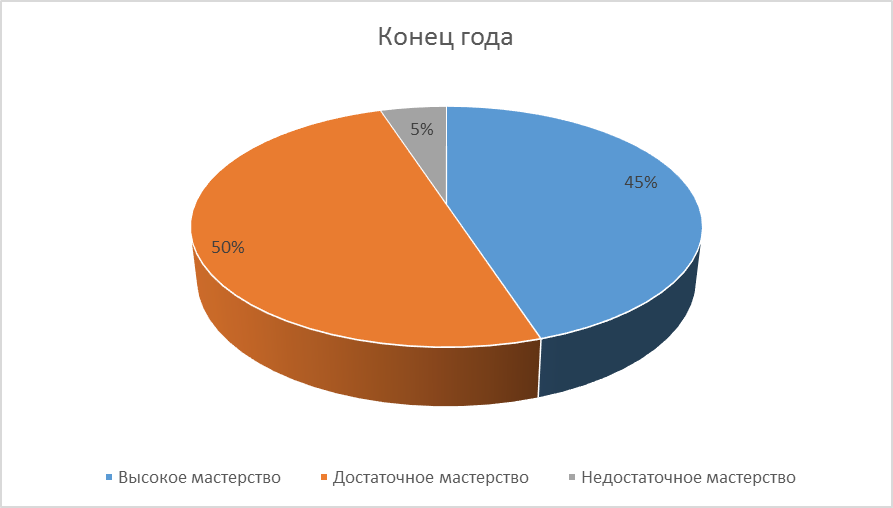 Конец года
5%
45%
50%
Высокое мастерство
Достаточное мастерство
Недостаточное мастерство